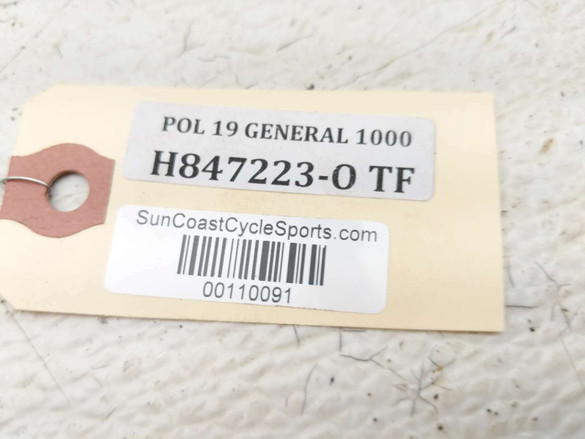 POL 19 GENERAL 1000
H847223-O TF
SunCoastCycleSports.com
00110091